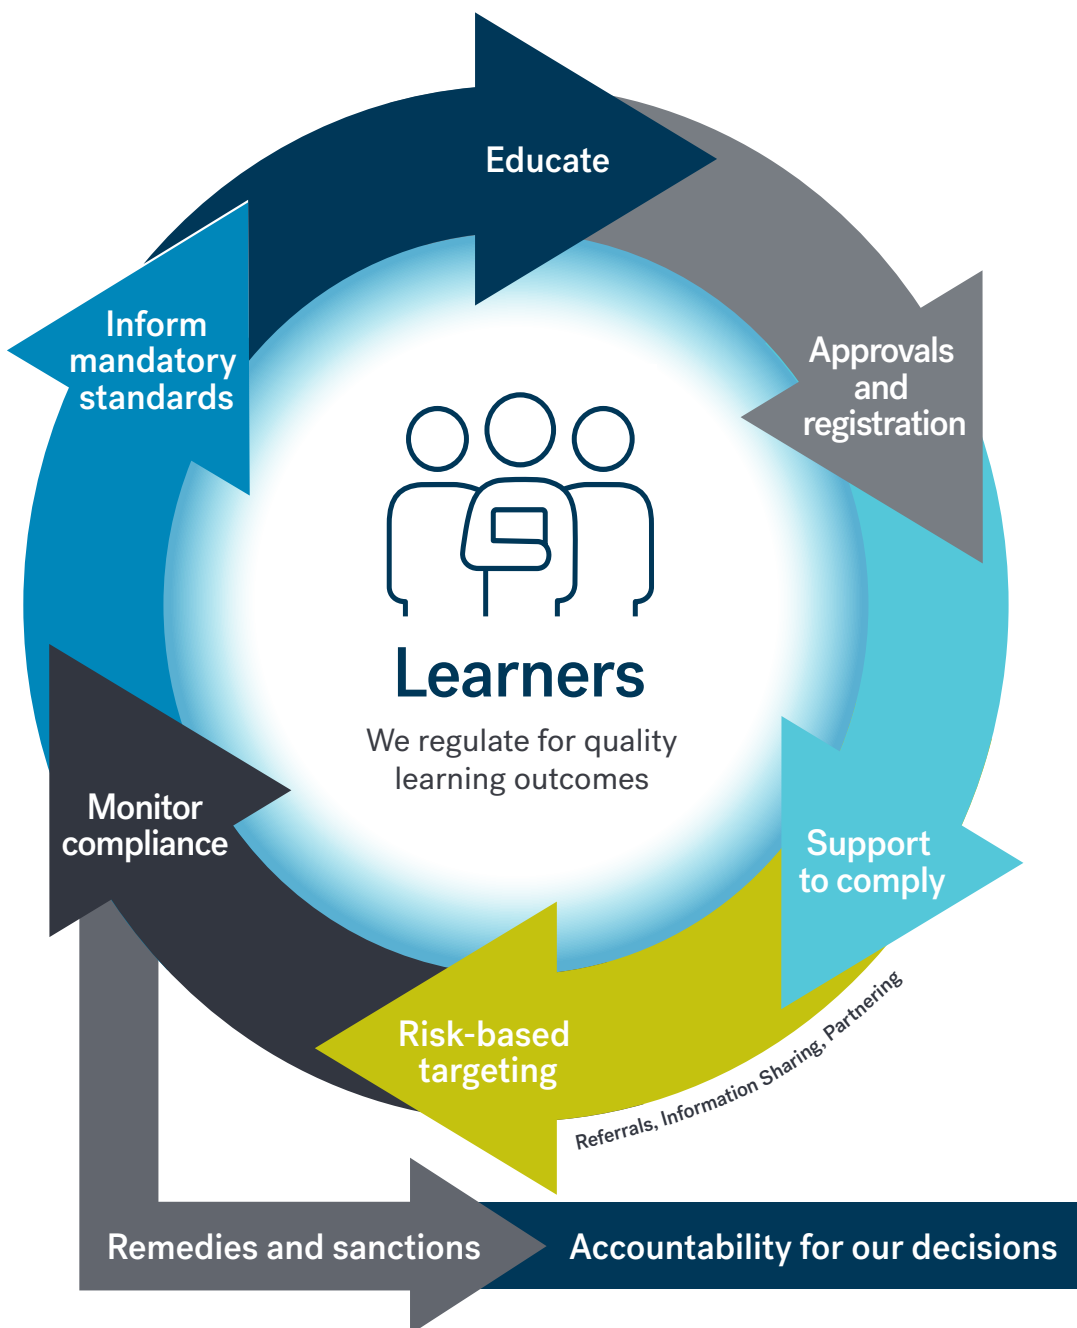 Educate
Approvals
and
registration
Support
to comply
Referrals, Information Sharing, Partnering
Risk-based
targeting
Monitor
compliance
Inform
mandatory
standards
Learners
We regulate for quality
learning outcomes
Remedies and sanctions
Accountability for our decisions